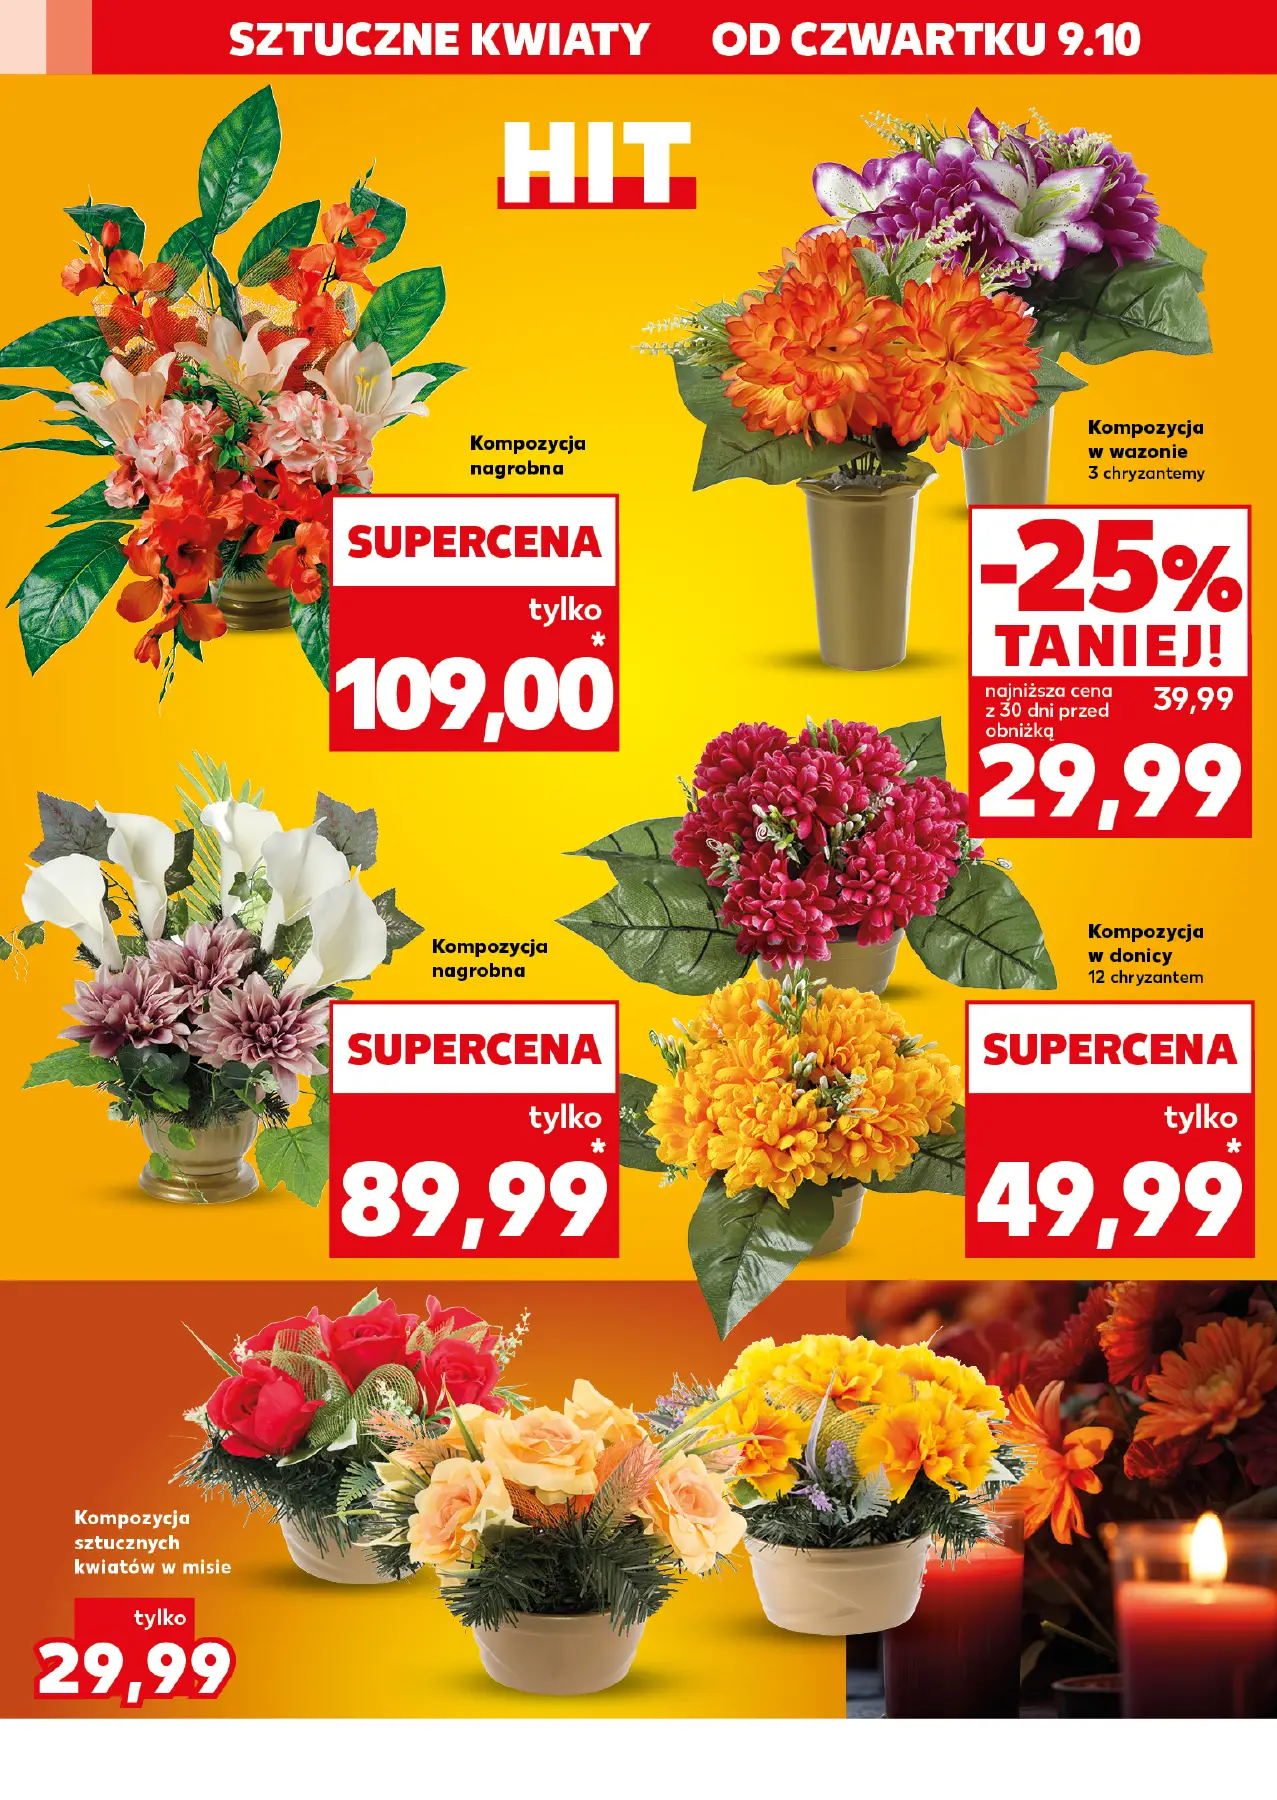 SZTUCZNE KWIATY OD CZWARTKU 9.10
HIT
Kompozycja
nagrobna
SUPERCENA
tylko
*
109,00
Kompozycja
w wazonie
3 chryzantemy
-25%
TANIEJ!
najniższa cena
z 30 dni przed
obniżką
39,99
29,99
Kompozycja
nagrobna
SUPERCENA
tylko
*
89,99
Kompozycja
w donicy
12 chryzantem
SUPERCENA
tylko
*
49,99
Kompozycja
sztucznych
kwiatów w misie
tylko
29,99